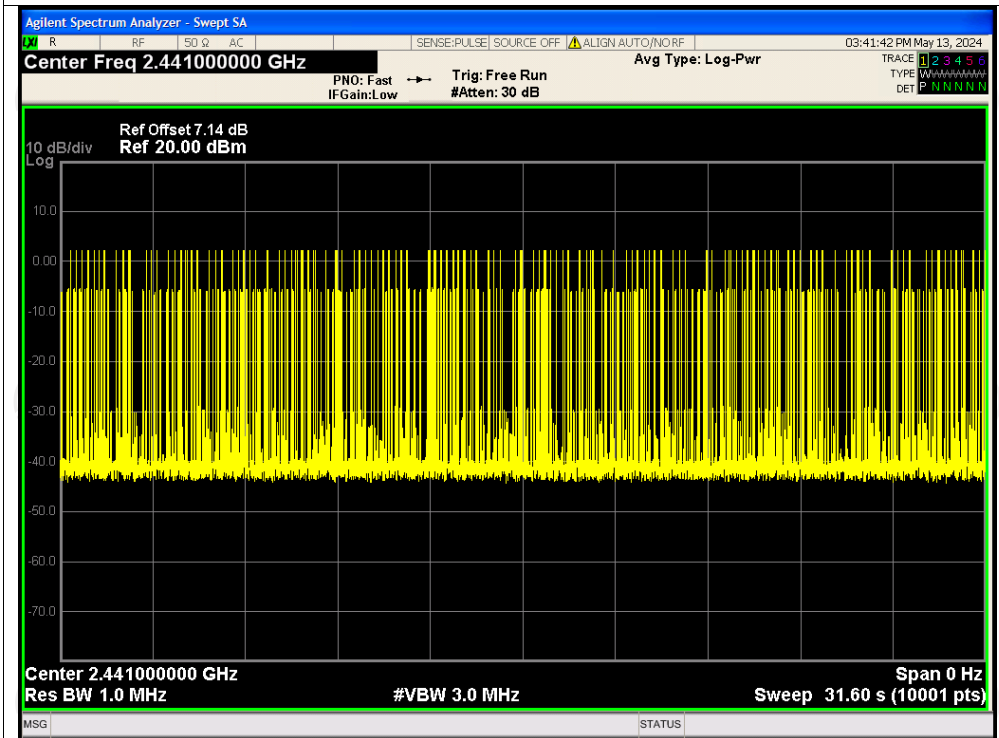 Agilent Spectrum Analyzer - Swept SA
LXI R RF 50 Ω AC SENSE:PULSE SOURCE OFF ALIGN AUTO/NO RF 03:41:42 PM May 13, 2024
Center Freq 2.441000000 GHz Avg Type: Log-Pwr TRACE 1 2 3 4 5 6
PNO: Fast Trig: Free Run TYPE WWWWWW
IFGain:Low #Atten: 30 dB DET P N N N N N
Ref Offset 7.14 dB
10 dB/div Ref 20.00 dBm
Log
10.0
0.00
-10.0
-20.0
-30.0
-40.0
-50.0
-60.0
-70.0
Center 2.441000000 GHz Span 0 Hz
Res BW 1.0 MHz #VBW 3.0 MHz Sweep 31.60 s (10001 pts)
MSG STATUS